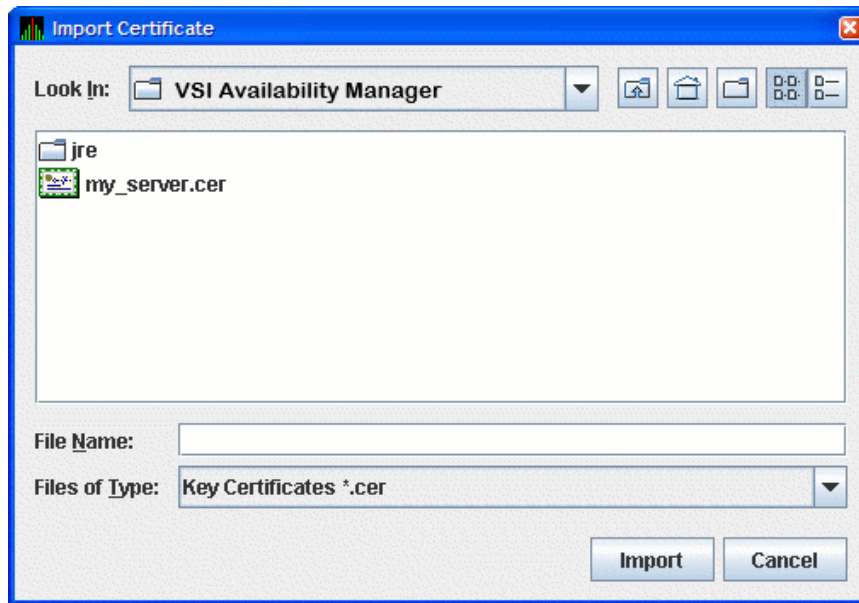 Import Certificate
Look In: VSI Availability Manager
jre
my_server.cer
File Name:
Files of Type: Key Certificates *.cer
Import Cancel